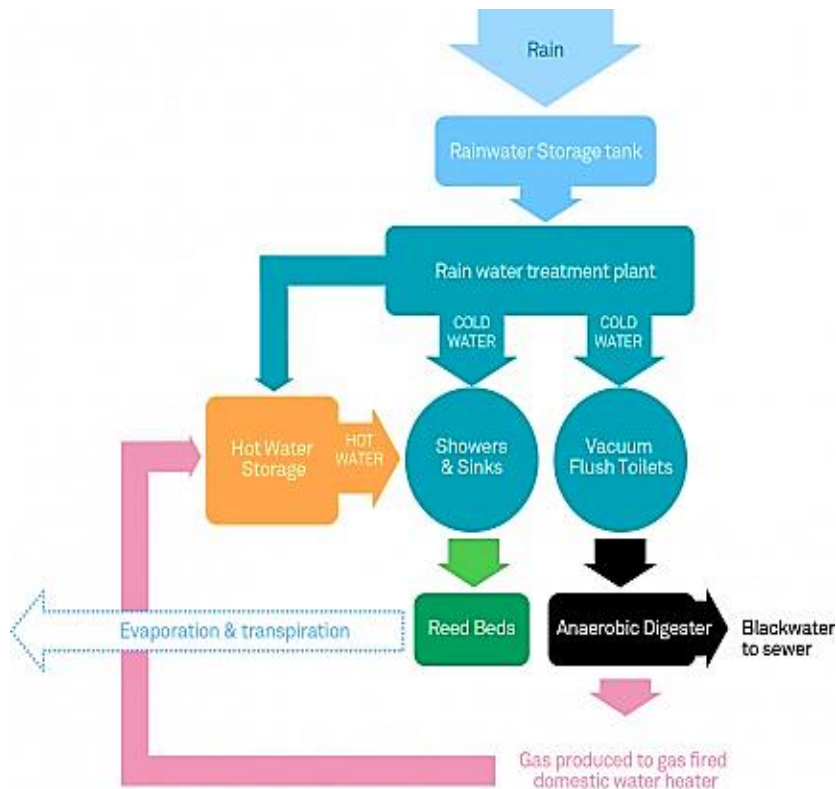 Rain
Rainwater Storage tank
Rain water treatment plant
COLD
WATER
COLD
WATER
Hot Water
Storage
HOT
WATER
Showers
& Sinks
Vacuum
Flush Toilets
Evaporation & transpiration
Reed Beds
Anaerobic Digester
Blackwater
to sewer
Gas produced to gas fired
domestic water heater